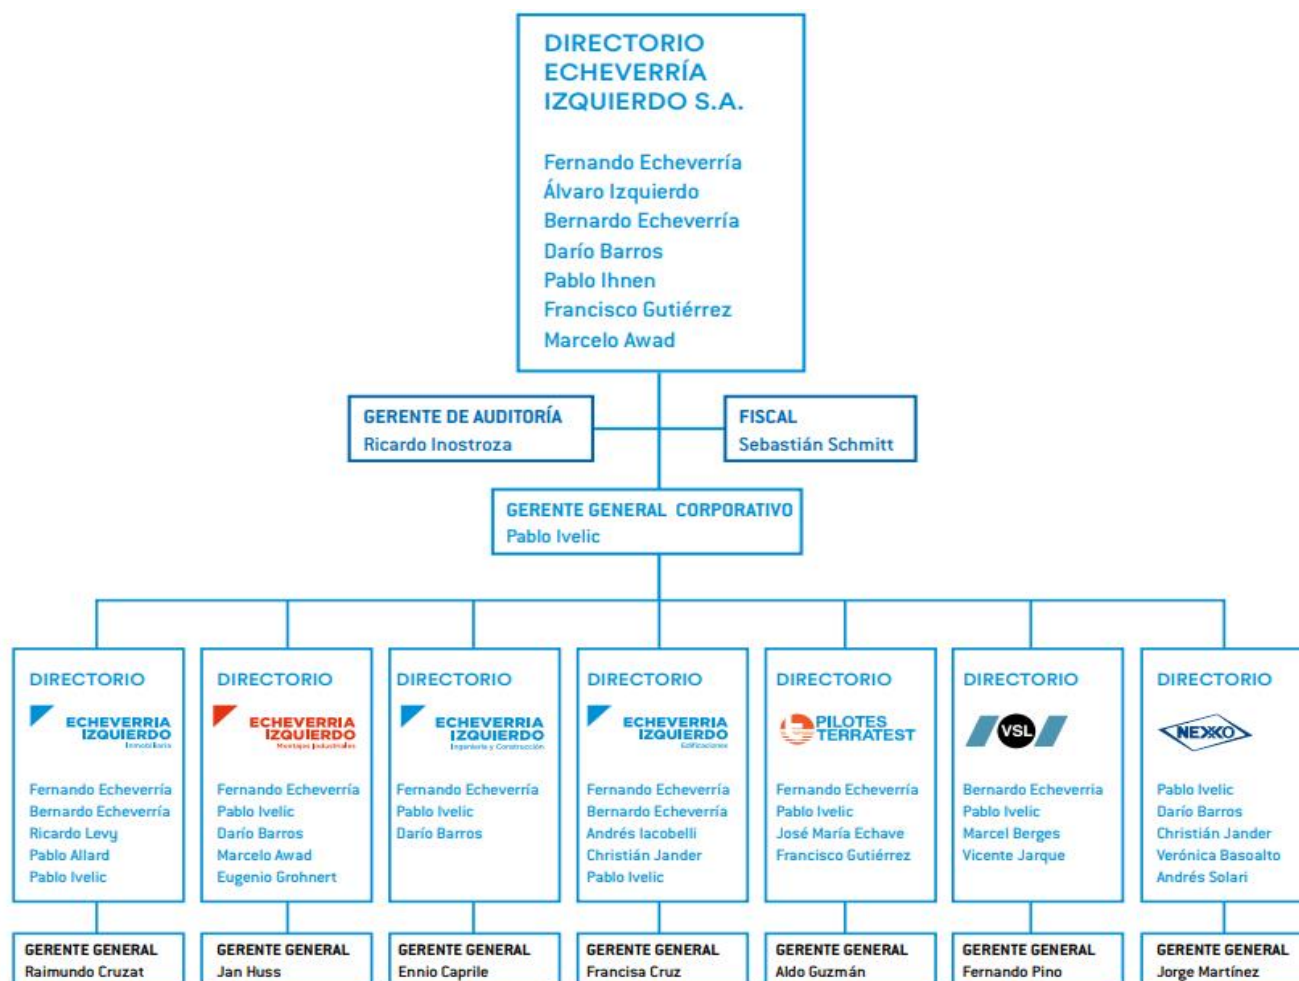 DIRECTORIO
ECHEVERRÍA
IZQUIERDO S.A.
Fernando Echeverría
Álvaro Izquierdo
Bernardo Echeverría
Darío Barros
Pablo Ihnen
Francisco Gutiérrez
Marcelo Awad
GERENTE DE AUDITORÍA
Ricardo Inostroza
FISCAL
Sebastián Schmitt
GERENTE GENERAL CORPORATIVO
Pablo Ivelic
DIRECTORIO
ECHEVERRIA
IZQUIERDO
Inmobiliaria
Fernando Echeverría
Bernardo Echeverría
Ricardo Levy
Pablo Allard
Pablo Ivelic
GERENTE GENERAL
Raimundo Cruzat
DIRECTORIO
ECHEVERRIA
IZQUIERDO
Montajes Industriales
Fernando Echeverría
Pablo Ivelic
Darío Barros
Marcelo Awad
Eugenio Grohnert
GERENTE GENERAL
Jan Huss
DIRECTORIO
ECHEVERRIA
IZQUIERDO
Ingeniería y Construcción
Fernando Echeverría
Pablo Ivelic
Darío Barros
GERENTE GENERAL
Ennio Caprile
DIRECTORIO
ECHEVERRIA
IZQUIERDO
Edificaciones
Fernando Echeverría
Bernardo Echeverría
Andrés Iacobelli
Christián Jander
Pablo Ivelic
GERENTE GENERAL
Francisa Cruz
DIRECTORIO
PILOTES
TERRATEST
Fernando Echeverría
Pablo Ivelic
José María Echave
Francisco Gutiérrez
GERENTE GENERAL
Aldo Guzmán
DIRECTORIO
VSL
Bernardo Echeverría
Pablo Ivelic
Marcel Berges
Vicente Jarque
GERENTE GENERAL
Fernando Pino
DIRECTORIO
NEXXO
Pablo Ivelic
Darío Barros
Christián Jander
Verónica Basoalto
Andrés Solari
GERENTE GENERAL
Jorge Martínez